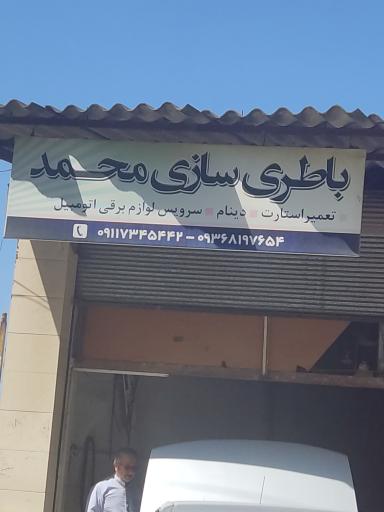 باطری سازی محمد
تعمیر استارت دینام سرویس لوازم برقی اتومبیل
۰۹۱۱۷۳۴۵۴۴۲ - ۰۹۳۶۸۱۹۷۶۵۴